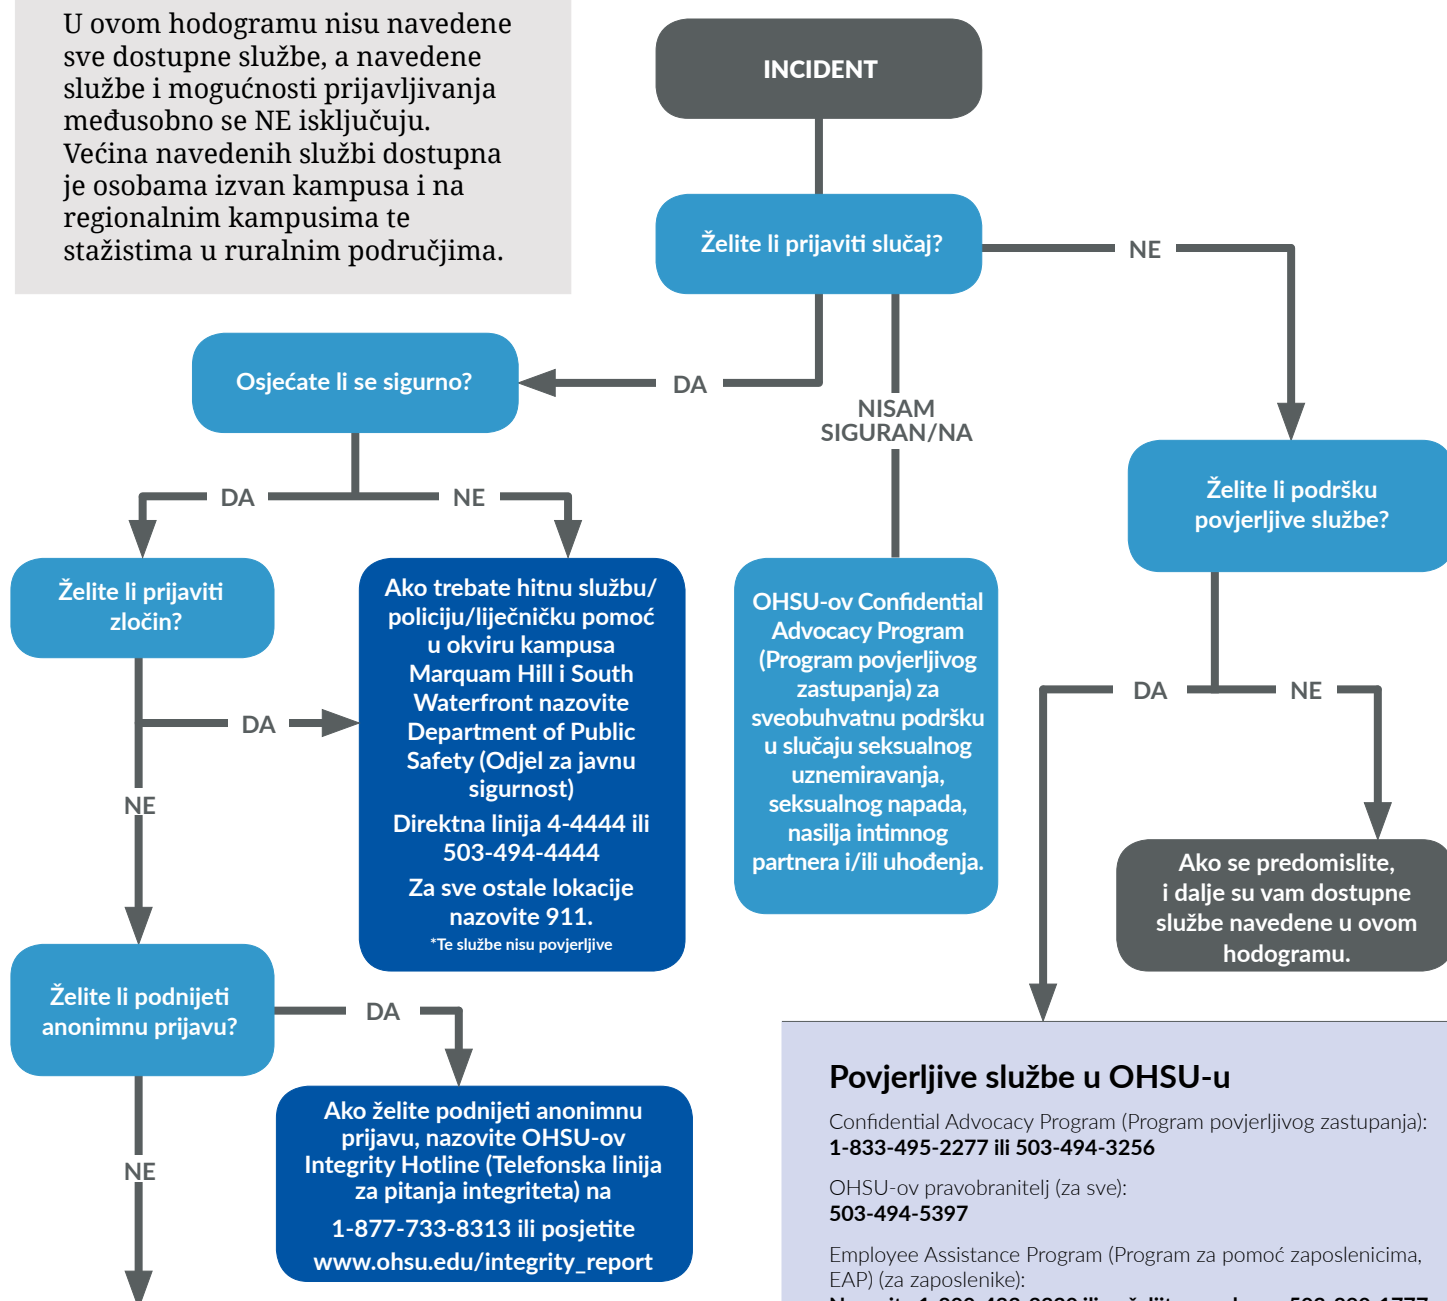 U ovom hodogramu nisu navedene
sve dostupne službe, a navedene
službe i mogućnosti prijavljivanja
međusobno se NE isključuju.
Većina navedenih službi dostupna
je osobama izvan kampusa i na
regionalnim kampusima te
stažistima u ruralnim područjima.
INCIDENT
Želite li prijaviti slučaj?
NE
DA
NISAM
SIGURAN/NA
Osjećate li se sigurno?
DA
NE
Želite li podršku
povjerljive službe?
Želite li prijaviti
zločin?
DA
NE
Ako trebate hitnu službu/
policiju/liječničku pomoć
u okviru kampusa
Marquam Hill i South
Waterfront nazovite
Department of Public
Safety (Odjel za javnu
sigurnost)
Direktna linija 4-4444 ili
503-494-4444
Za sve ostale lokacije
nazovite 911.
*Te službe nisu povjerljive
OHSU-ov Confidential
Advocacy Program
(Program povjerljivog
zastupanja) za
sveobuhvatnu podršku
u slučaju seksualnog
uznemiravanja,
seksualnog napada,
nasilja intimnog
partnera i/ili uhođenja.
DA
NE
Ako se predomislite,
i dalje su vam dostupne
službe navedene u ovom
hodogramu.
Želite li podnijeti
anonimnu prijavu?
DA
NE
Ako želite podnijeti anonimnu
prijavu, nazovite OHSU-ov
Integrity Hotline (Telefonska linija
za pitanja integriteta) na
1-877-733-8313 ili posjetite
www.ohsu.edu/integrity_report
Povjerljive službe u OHSU-u
Confidential Advocacy Program (Program povjerljivog zastupanja):
1-833-495-2277 ili 503-494-3256
OHSU-ov pravobranitelj (za sve):
503-494-5397
Employee Assistance Program (Program za pomoć zaposlenicima,
EAP) (za zaposlenike):